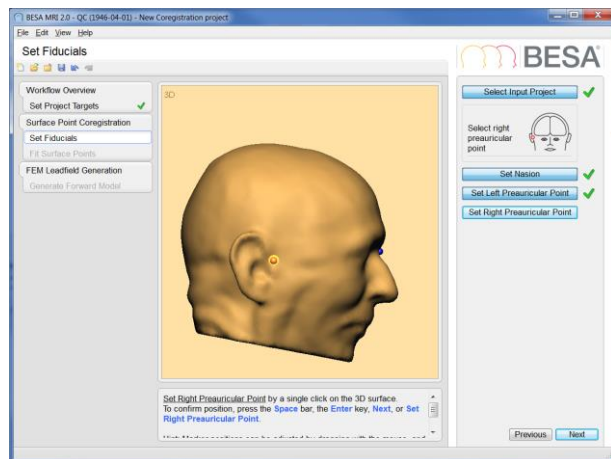 BESA MRI 2.0 - QC (1946-04-01) - New Coregistration project
File Edit View Help
Set Fiducials
BESA®
Workflow Overview
Set Project Targets
Surface Point Coregistration
Set Fiducials
Fit Surface Points
FEM Leadfield Generation
Generate Forward Model
3D
Select Input Project
Select right
preauricular
point
Set Nasion
Set Left Preauricular Point
Set Right Preauricular Point
Set Right Preauricular Point by a single click on the 3D surface.
To confirm position, press the Space bar, the Enter key, Next, or Set
Right Preauricular Point.
Previous Next